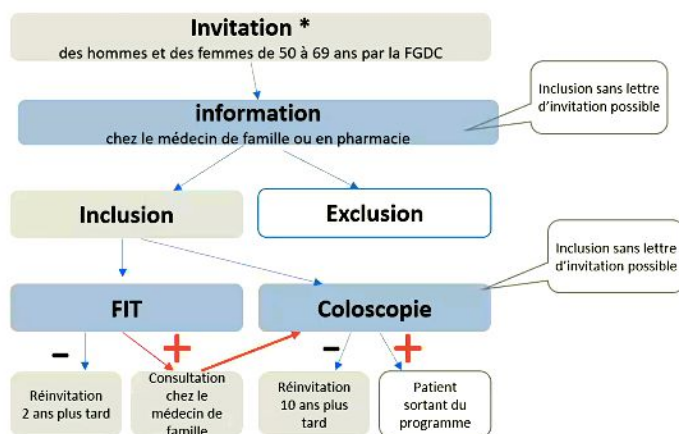 Invitation *
des hommes et des femmes de 50 à 69 ans par la FGDC
Inclusion sans lettre
d'invitation possible
information
chez le médecin de famille ou en pharmacie
Inclusion
Exclusion
Inclusion sans lettre
d'invitation possible
FIT
Coloscopie
–
+
–
+
Réinvitation
2 ans plus tard
Consultation
chez le
médecin de
famille
Réinvitation
10 ans plus
tard
Patient
sortant du
programme